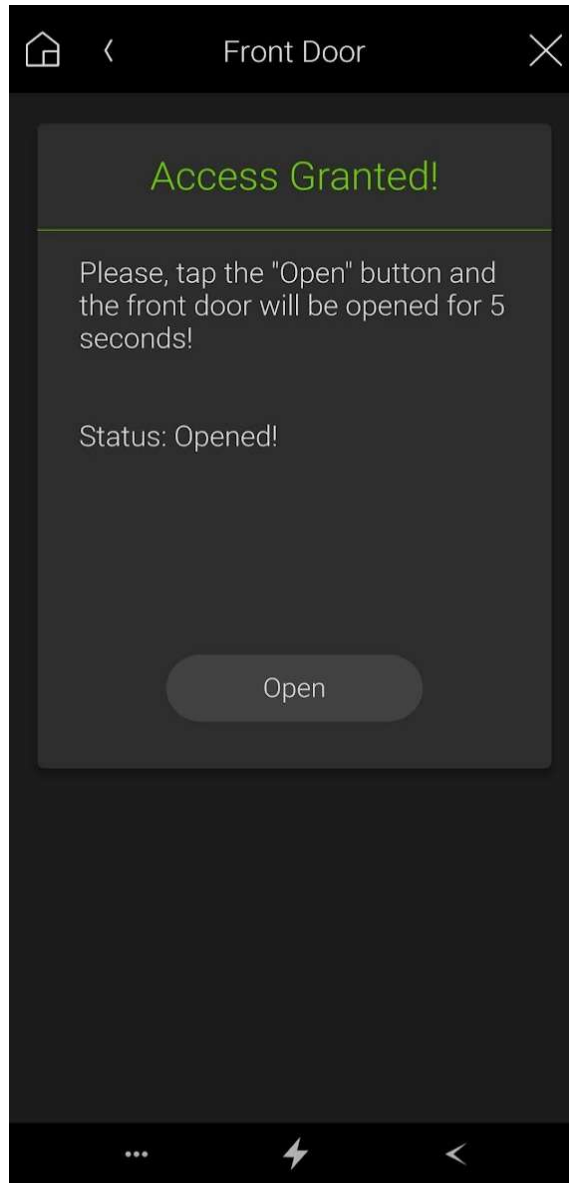 Front Door
Access Granted!
Please, tap the "Open" button and
the front door will be opened for 5
seconds!
Status: Opened!
Open